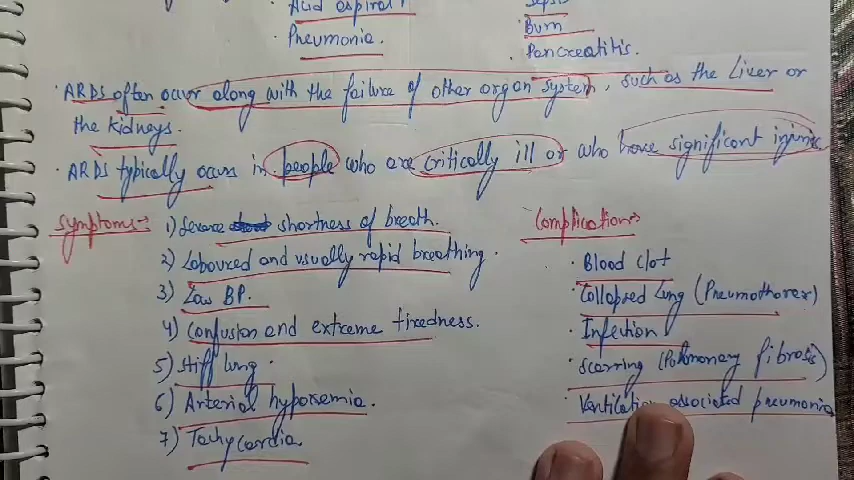 · Acid aspirat
· Sepsis
· Pneumonia.
· Burn
· Pancreatitis.
· ARDS often occur along with the failure of other organ system, such as the Liver or
the kidneys.
· ARDS typically occurs in people who are critically ill or who have significant injuries
Symptoms:-
1) Severe shortness of breath.
2) Laboured and usually rapid breathing.
3) Low BP.
4) Confusion and extreme tiredness.
5) Stiff lung.
6) Arterial hypoxemia.
7) Tachycardia.
Complication:-
· Blood clot
· Collapsed Lung (Pneumothorax)
· Infection
· Scarring (Pulmonary fibrosis)
· Ventilation associated pneumonia